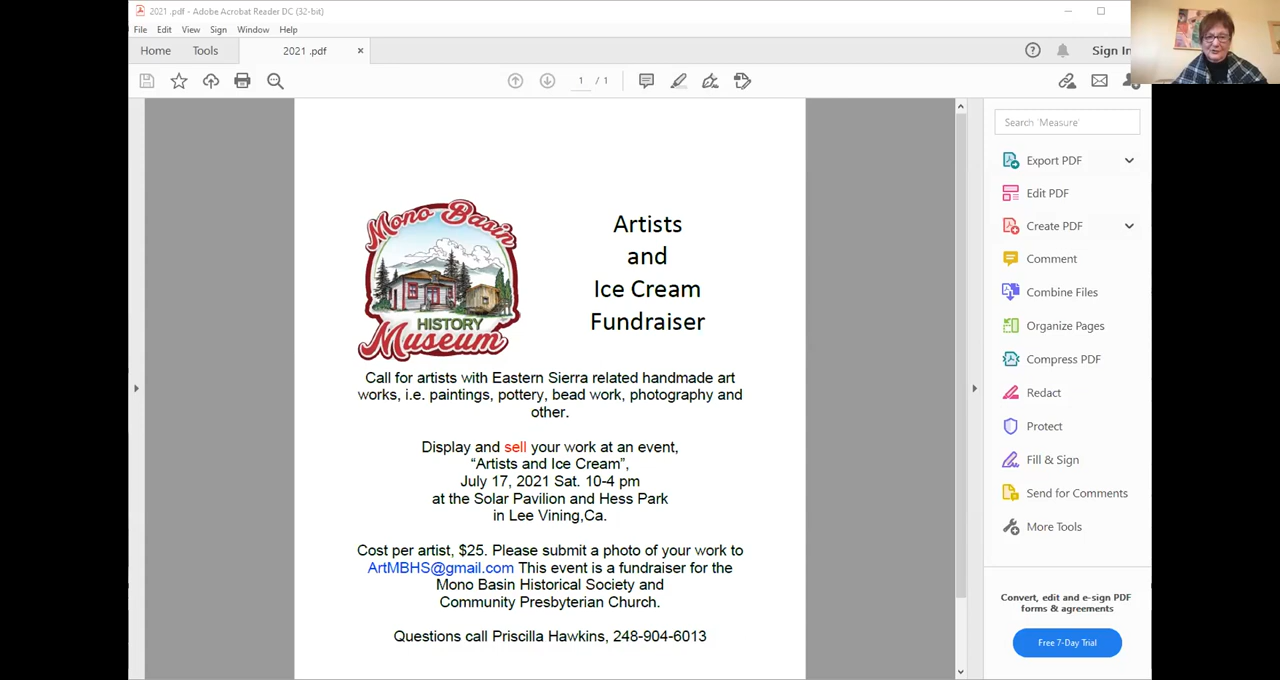 2021 .pdf - Adobe Acrobat Reader DC (32-bit)
File Edit View Sign Window Help
Home Tools 2021 .pdf × Sign In
1 / 1
Search 'Measure'
Export PDF
Edit PDF
Create PDF
Comment
Combine Files
Organize Pages
Compress PDF
Redact
Protect
Fill & Sign
Send for Comments
More Tools
Convert, edit and e-sign PDF
forms & agreements
Free 7-Day Trial
Mono Basin
HISTORY
Museum
Artists
and
Ice Cream
Fundraiser
Call for artists with Eastern Sierra related handmade art
works, i.e. paintings, pottery, bead work, photography and
other.
Display and sell your work at an event,
“Artists and Ice Cream”,
July 17, 2021 Sat. 10-4 pm
at the Solar Pavilion and Hess Park
in Lee Vining,Ca.
Cost per artist, $25. Please submit a photo of your work to
ArtMBHS@gmail.com This event is a fundraiser for the
Mono Basin Historical Society and
Community Presbyterian Church.
Questions call Priscilla Hawkins, 248-904-6013